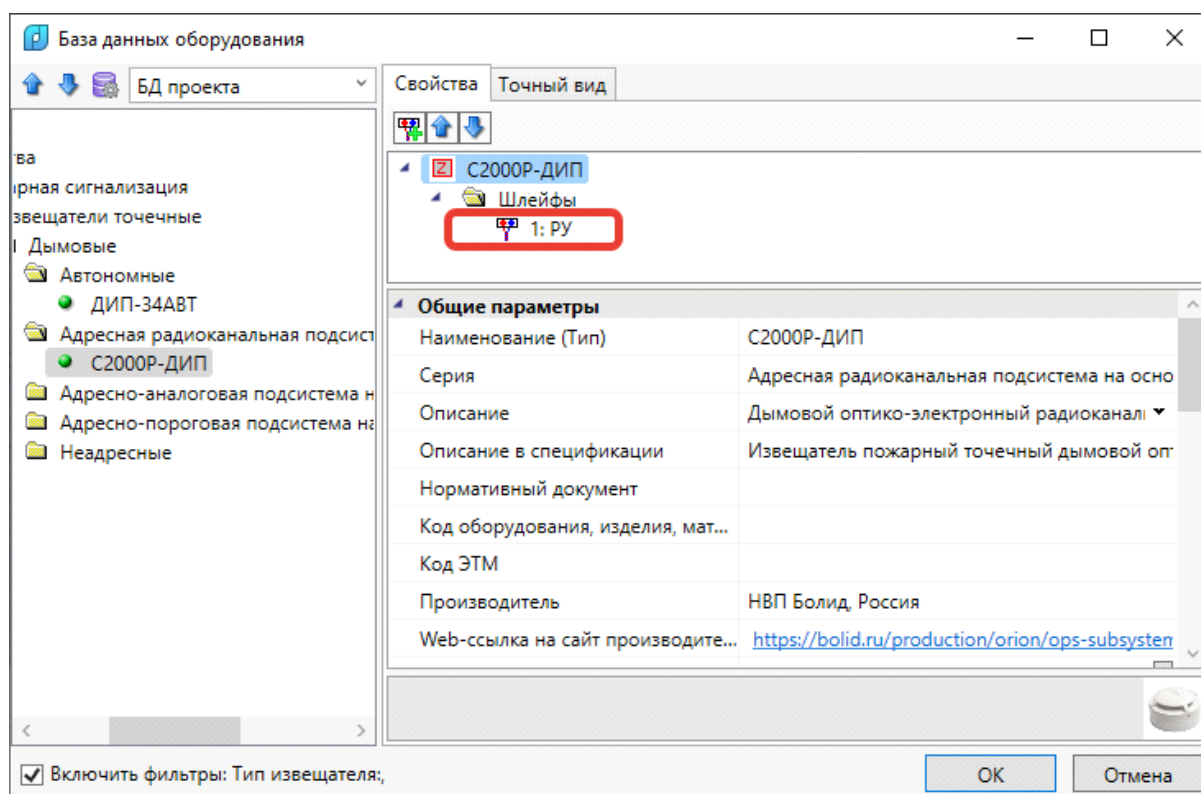 База данных оборудования
БД проекта
Свойства
Точный вид
ва
рная сигнализация
звещатели точечные
Дымовые
Автономные
ДИП-34АВТ
Адресная радиоканальная подсист
С2000Р-ДИП
Адресно-аналоговая подсистема н
Адресно-пороговая подсистема на
Неадресные
С2000Р-ДИП
Шлейфы
1: РУ
Общие параметры
Наименование (Тип) С2000Р-ДИП
Серия Адресная радиоканальная подсистема на осно
Описание Дымовой оптико-электронный радиоканал
Описание в спецификации Извещатель пожарный точечный дымовой опт
Нормативный документ
Код оборудования, изделия, мат...
Код ЭТМ
Производитель НВП Болид, Россия
Web-ссылка на сайт производите... https://bolid.ru/production/orion/ops-subsystem
Включить фильтры: Тип извещателя:,
ОК
Отмена